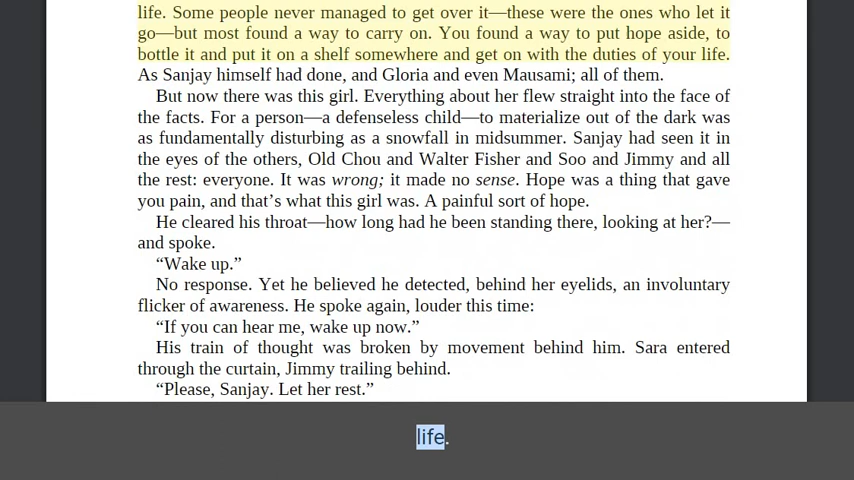 life. Some people never managed to get over it—these were the ones who let it
go—but most found a way to carry on. You found a way to put hope aside, to
bottle it and put it on a shelf somewhere and get on with the duties of your life.
As Sanjay himself had done, and Gloria and even Mausami; all of them.
But now there was this girl. Everything about her flew straight into the face of
the facts. For a person—a defenseless child—to materialize out of the dark was
as fundamentally disturbing as a snowfall in midsummer. Sanjay had seen it in
the eyes of the others, Old Chou and Walter Fisher and Soo and Jimmy and all
the rest: everyone. It was wrong; it made no sense. Hope was a thing that gave
you pain, and that’s what this girl was. A painful sort of hope.
He cleared his throat—how long had he been standing there, looking at her?—
and spoke.
“Wake up.”
No response. Yet he believed he detected, behind her eyelids, an involuntary
flicker of awareness. He spoke again, louder this time:
“If you can hear me, wake up now.”
His train of thought was broken by movement behind him. Sara entered
through the curtain, Jimmy trailing behind.
“Please, Sanjay. Let her rest.”
life.